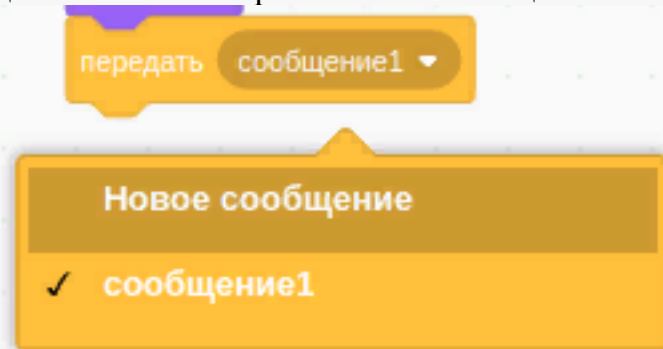 передать сообщение1
Новое сообщение
сообщение1